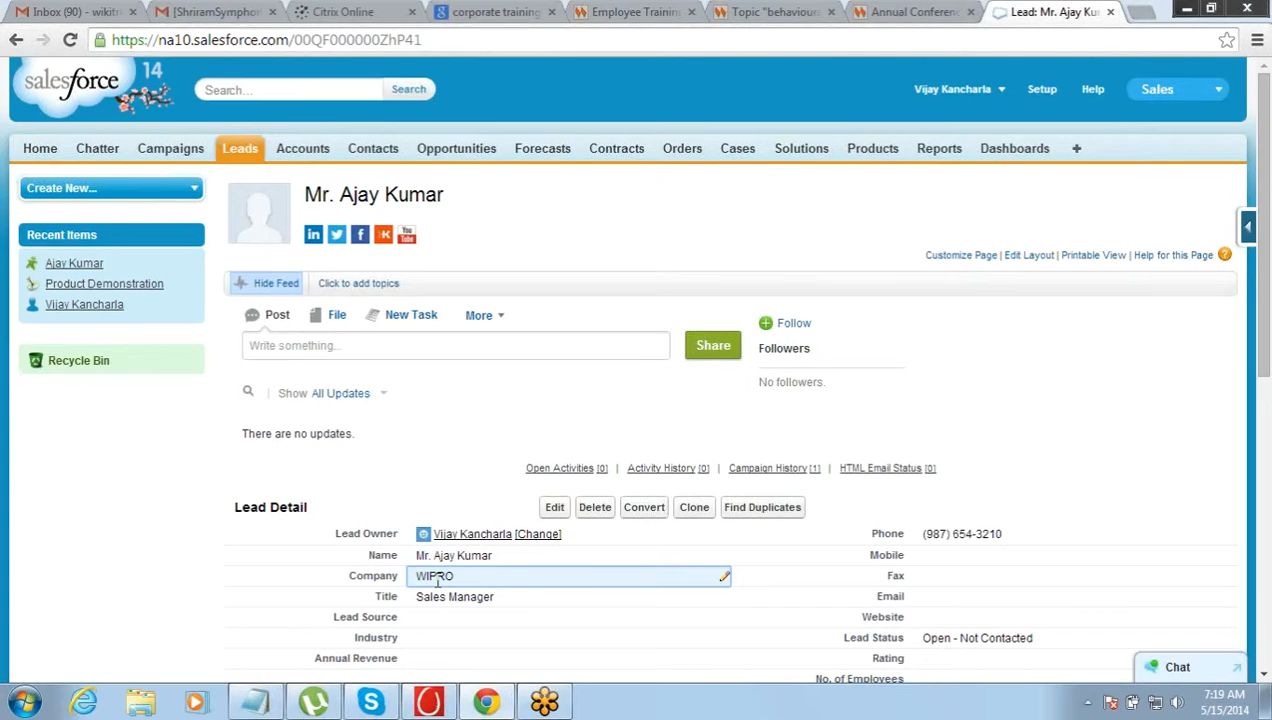 Inbox (90) - wikitr
[ShriramSymphon
Citrix Online
corporate training
Employee Trainin
Topic "behaviour
Annual Conferen
Lead: Mr. Ajay Ku
https://na10.salesforce.com/00QF000000ZhP41
salesforce 14
Search...
Search
Vijay Kancharla
Setup
Help
Sales
Home
Chatter
Campaigns
Leads
Accounts
Contacts
Opportunities
Forecasts
Contracts
Orders
Cases
Solutions
Products
Reports
Dashboards
+
Create New...
Recent Items
Ajay Kumar
Product Demonstration
Vijay Kancharla
Recycle Bin
Mr. Ajay Kumar
in
f
You Tube
Customize Page | Edit Layout | Printable View | Help for this Page ?
Hide Feed
Click to add topics
Post
File
New Task
More
Write something...
Share
Follow
Followers
No followers.
Show All Updates
There are no updates.
Open Activities [0] | Activity History [0] | Campaign History [1] | HTML Email Status [0]
Lead Detail
Edit
Delete
Convert
Clone
Find Duplicates
Lead Owner Vijay Kancharla [Change]
Phone (987) 654-3210
Name Mr. Ajay Kumar
Mobile
Company WIPRO
Fax
Title Sales Manager
Email
Lead Source
Website
Industry
Lead Status Open - Not Contacted
Annual Revenue
Rating
No. of Employees
Chat
7:19 AM
5/15/2014